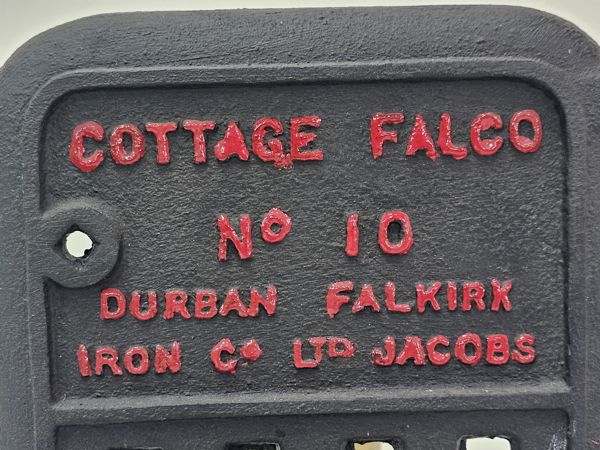 COTTAGE FALCO
Nº 10
DURBAN FALKIRK
IRON Cº LTD JACOBS